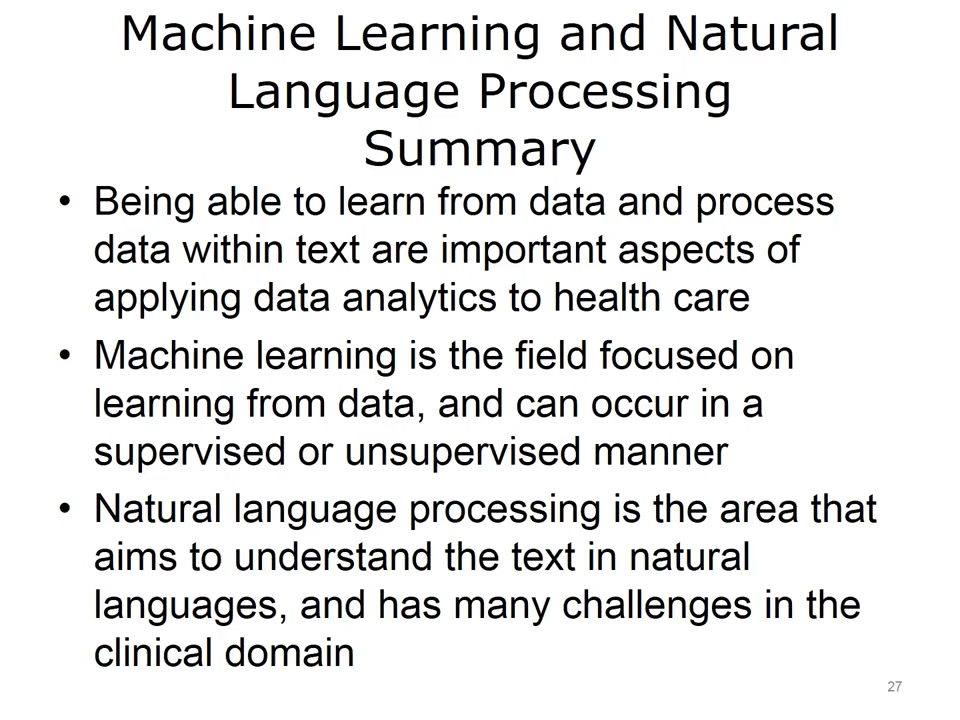 Machine Learning and Natural
Language Processing
Summary
• Being able to learn from data and process
data within text are important aspects of
applying data analytics to health care
• Machine learning is the field focused on
learning from data, and can occur in a
supervised or unsupervised manner
• Natural language processing is the area that
aims to understand the text in natural
languages, and has many challenges in the
clinical domain
27